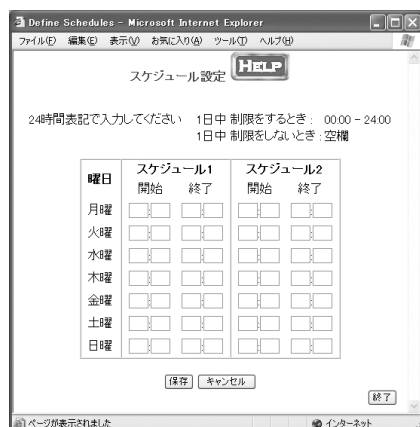 Define Schedules - Microsoft Internet Explorer
ファイル(F) 編集(E) 表示(V) お気に入り(A) ツール(T) ヘルプ(H)
スケジュール設定 HELP
24時間表記で入力してください 1日中 制限をするとき : 00:00 - 24:00
1日中 制限をしないとき : 空欄
曜日 スケジュール1 スケジュール2
開始 終了 開始 終了
月曜 : : : :
火曜 : : : :
水曜 : : : :
木曜 : : : :
金曜 : : : :
土曜 : : : :
日曜 : : : :
保存 キャンセル
終了
ページが表示されました インターネット